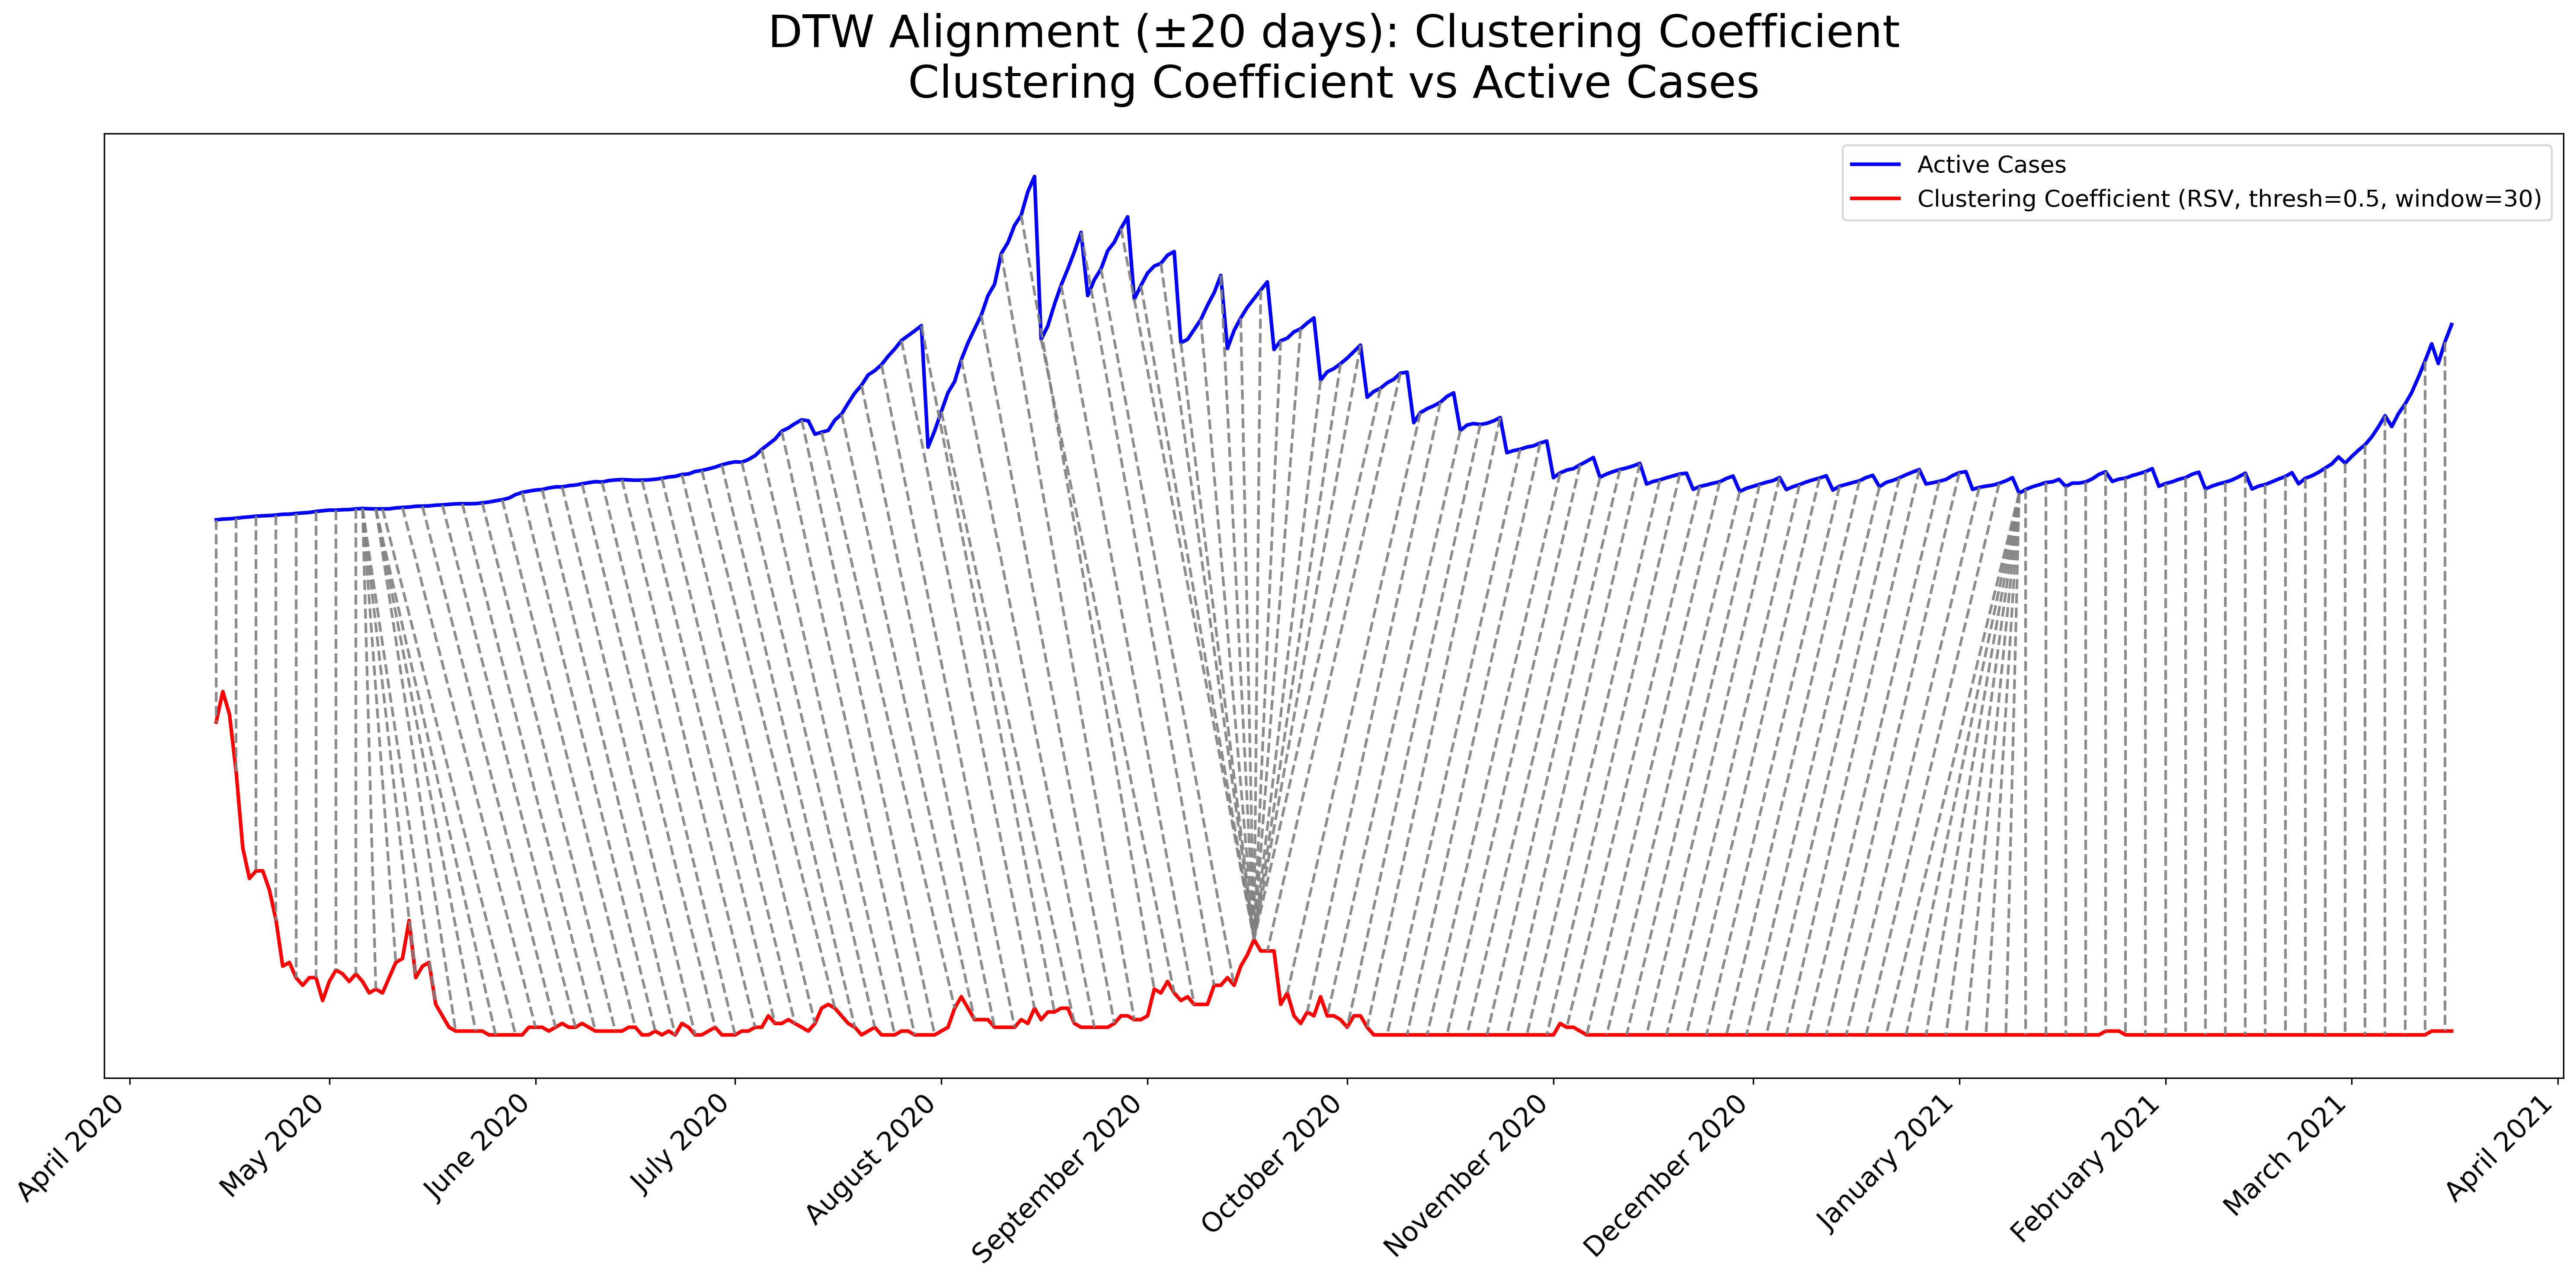 DTW Alignment (±20 days): Clustering Coefficient
Clustering Coefficient vs Active Cases
Active Cases
Clustering Coefficient (RSV, thresh=0.5, window=30)
April 2020
May 2020
June 2020
July 2020
August 2020
September 2020
October 2020
November 2020
December 2020
January 2021
February 2021
March 2021
April 2021